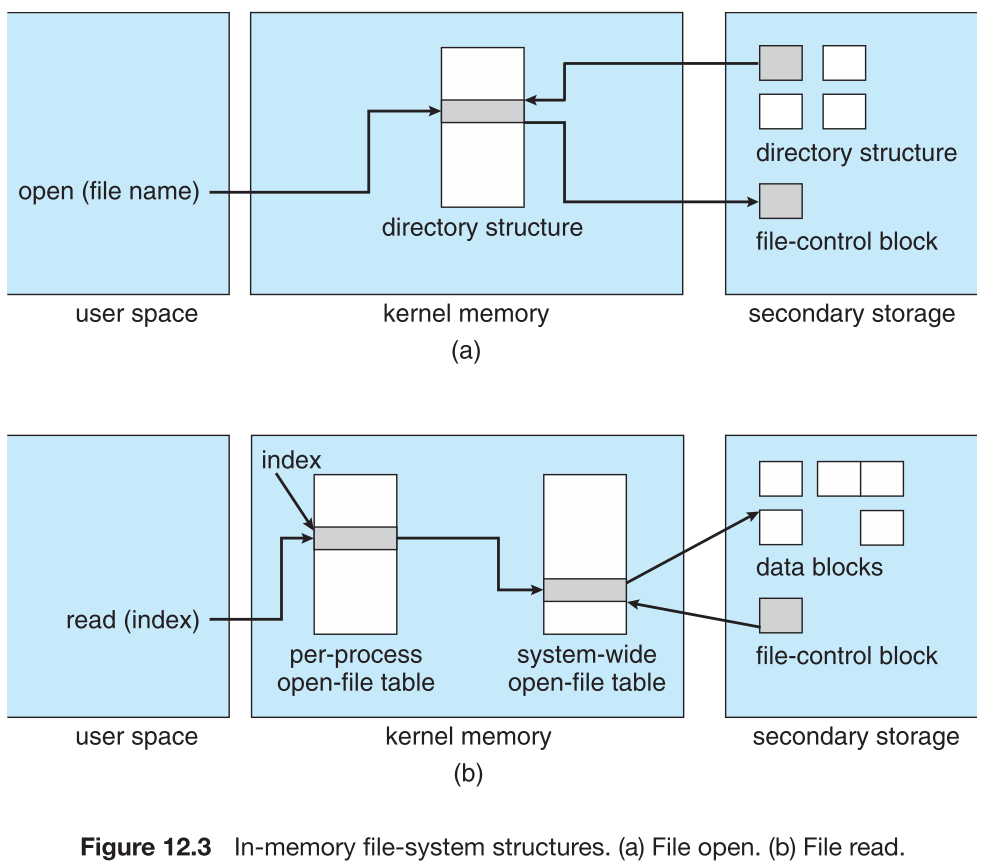 open (file name)
directory structure
directory structure
file-control block
user space
kernel memory
secondary storage
(a)
index
read (index)
per-process
open-file table
system-wide
open-file table
data blocks
file-control block
user space
kernel memory
secondary storage
(b)
Figure 12.3 In-memory file-system structures. (a) File open. (b) File read.